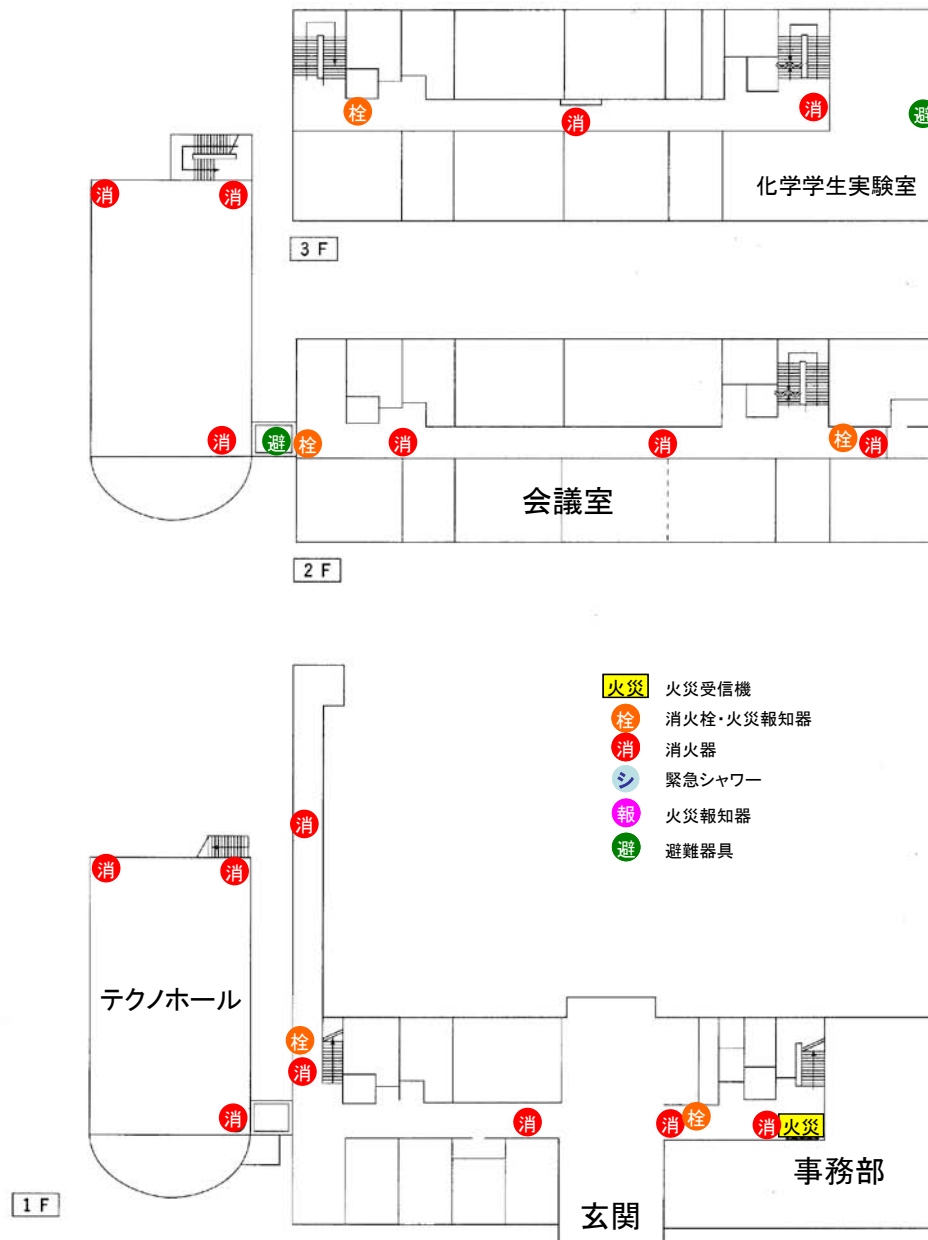 栓
消
消
避
化学学生実験室
3 F
消
消
消
避
栓
消
消
栓
消
会議室
2 F
火災 火災受信機
栓 消火栓・火災報知器
消 消火器
シ 緊急シャワー
報 火災報知器
避 避難器具
消
消
消
テクノホール
栓
消
消
消
消
栓
消
火災
事務部
玄関
1 F